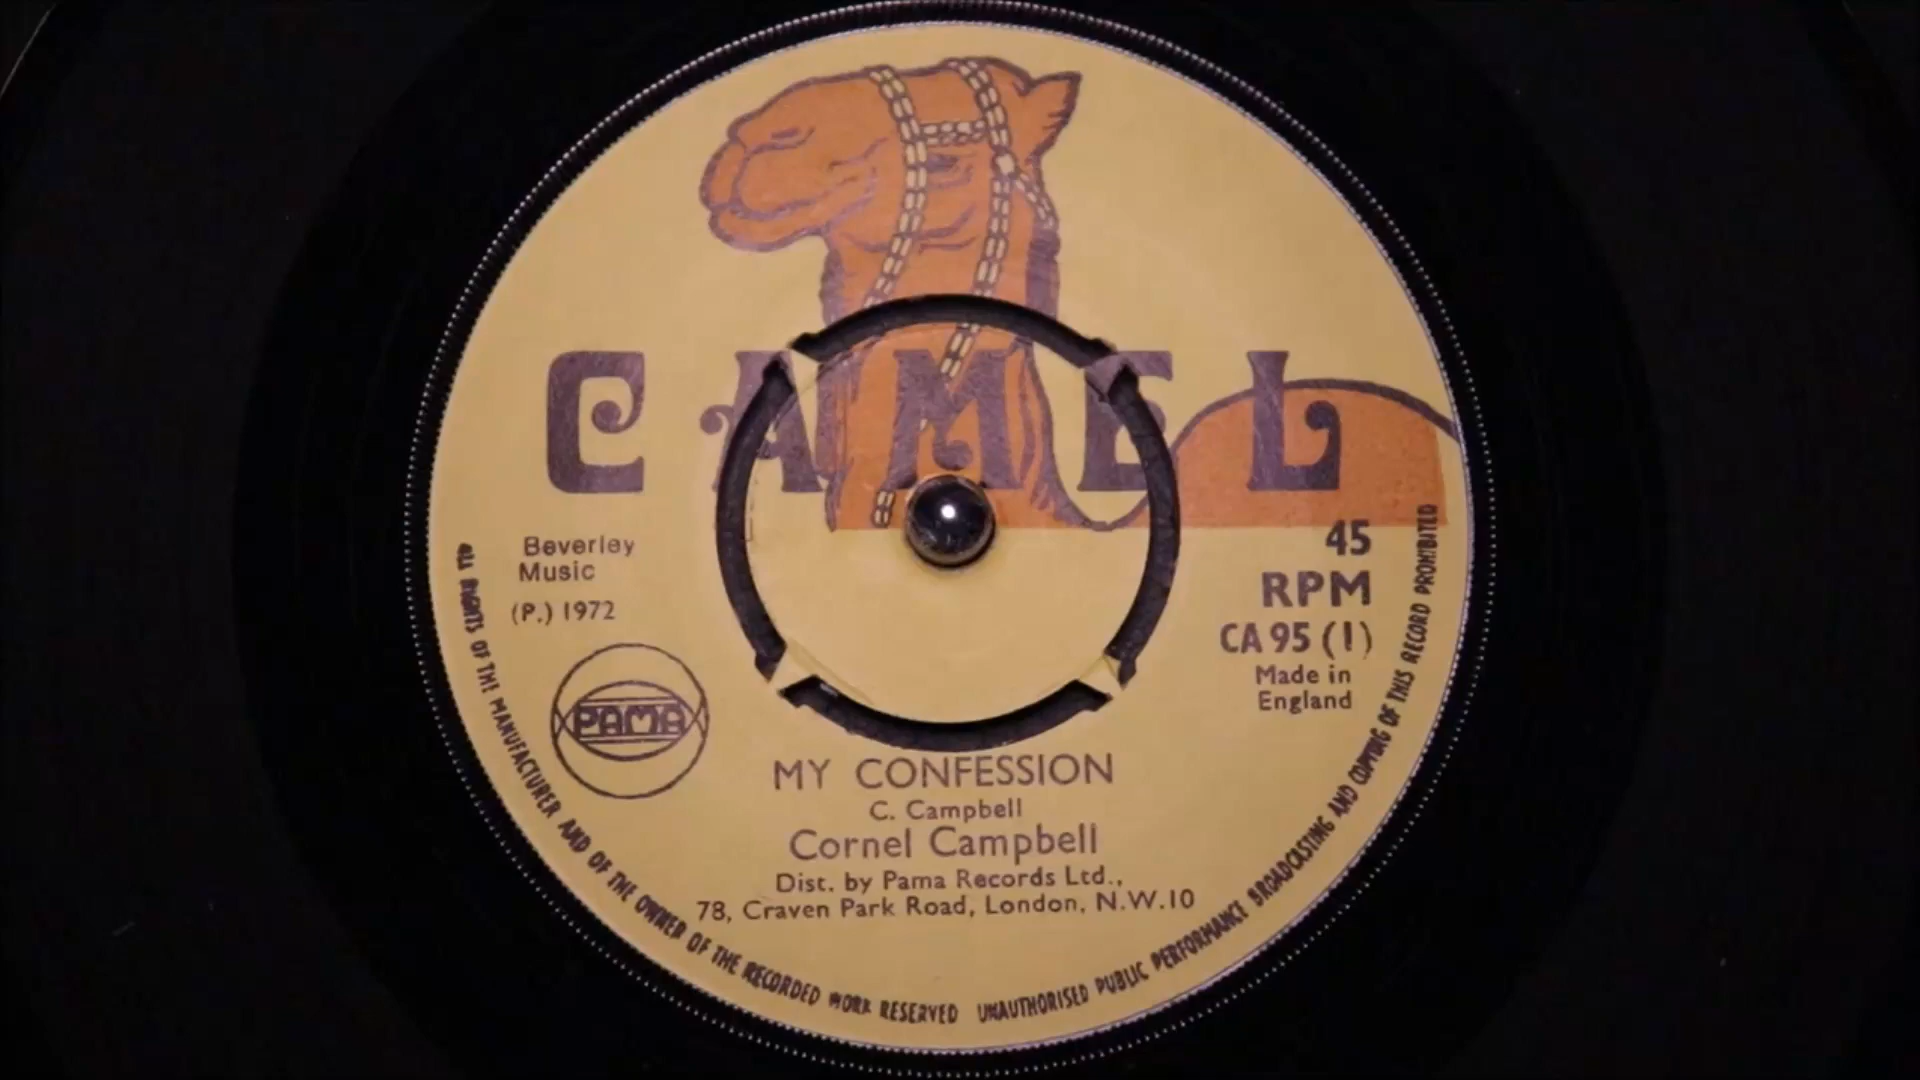 CAMEL
Beverley
Music
(P.) 1972
PAMA
45
RPM
CA 95 (1)
Made in
England
MY CONFESSION
C. Campbell
Cornel Campbell
Dist. by Pama Records Ltd.,
78, Craven Park Road, London, N.W.10
ALL RIGHTS OF THE MANUFACTURER AND OF THE OWNER OF THE RECORDED WORK RESERVED UNAUTHORISED PUBLIC PERFORMANCE BROADCASTING AND COPYING OF THIS RECORD PROHIBITED